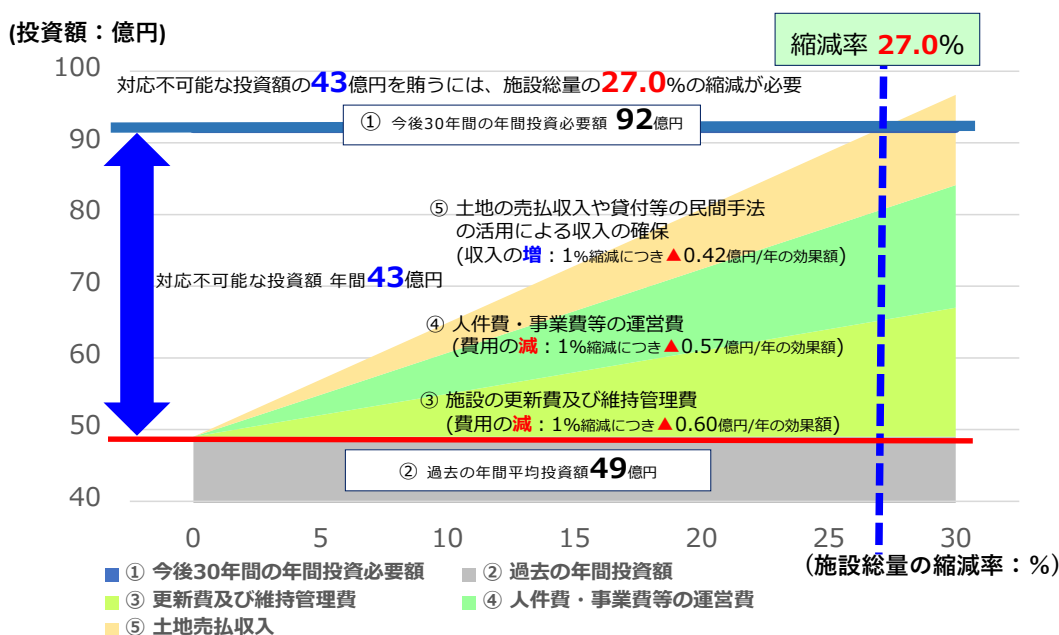 (投資額：億円)
縮減率 27.0%
対応不可能な投資額の43億円を賄うには、施設総量の27.0%の縮減が必要
① 今後30年間の年間投資必要額 92億円
⑤ 土地の売払収入や貸付等の民間手法
の活用による収入の確保
(収入の増：1%縮減につき▲0.42億円/年の効果額)
対応不可能な投資額 年間43億円
④ 人件費・事業費等の運営費
(費用の減：1%縮減につき▲0.57億円/年の効果額)
③ 施設の更新費及び維持管理費
(費用の減：1%縮減につき▲0.60億円/年の効果額)
② 過去の年間平均投資額49億円
100
90
80
70
60
50
40
0 5 10 15 20 25 30
(施設総量の縮減率：%)
① 今後30年間の年間投資必要額 ② 過去の年間投資額
③ 更新費及び維持管理費 ④ 人件費・事業費等の運営費
⑤ 土地売払収入